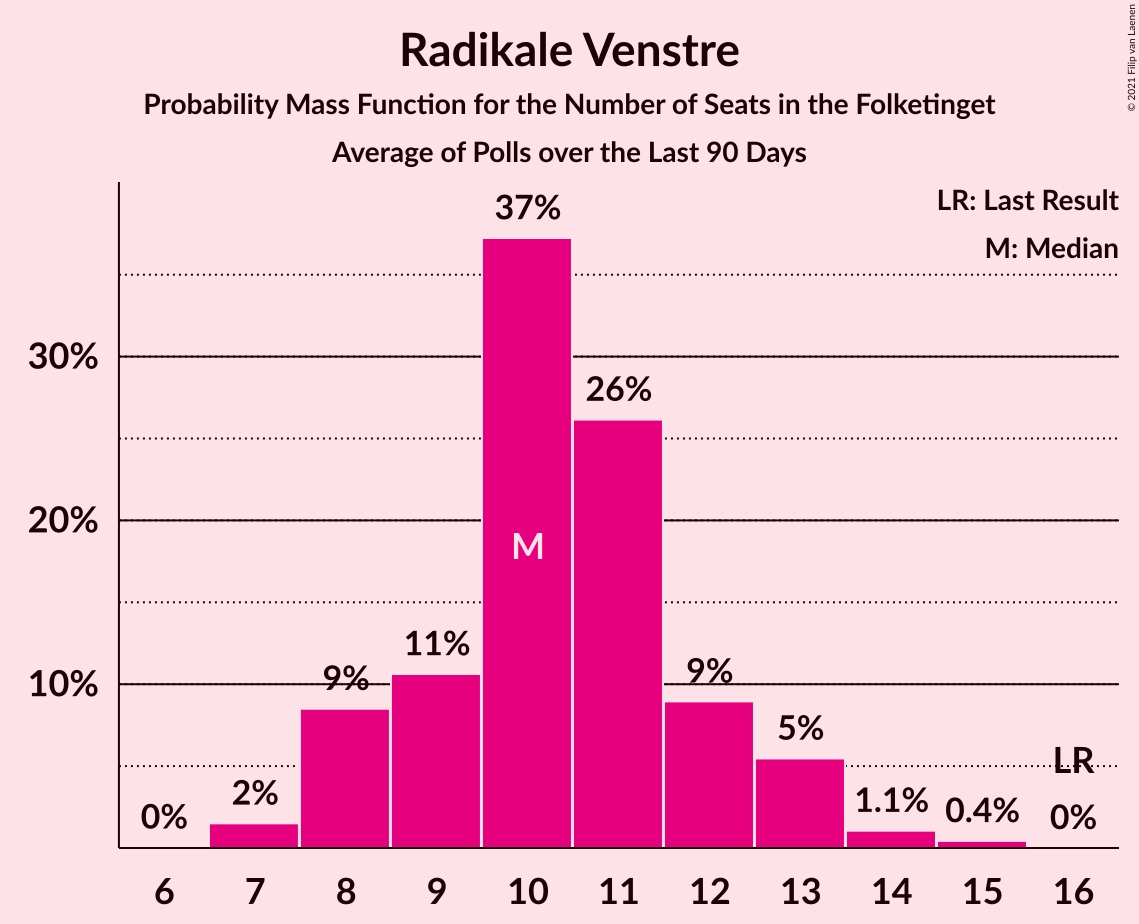 Radikale Venstre
Probability Mass Function for the Number of Seats in the Folketinget
Average of Polls over the Last 90 Days
© 2021 Filip van Laenen
LR: Last Result
M: Median
37%
30%
26%
20%
M
11%
10%
9%
9%
5%
LR
0%
2%
1.1%
0.4%
0%
6 7 8 9 10 11 12 13 14 15 16